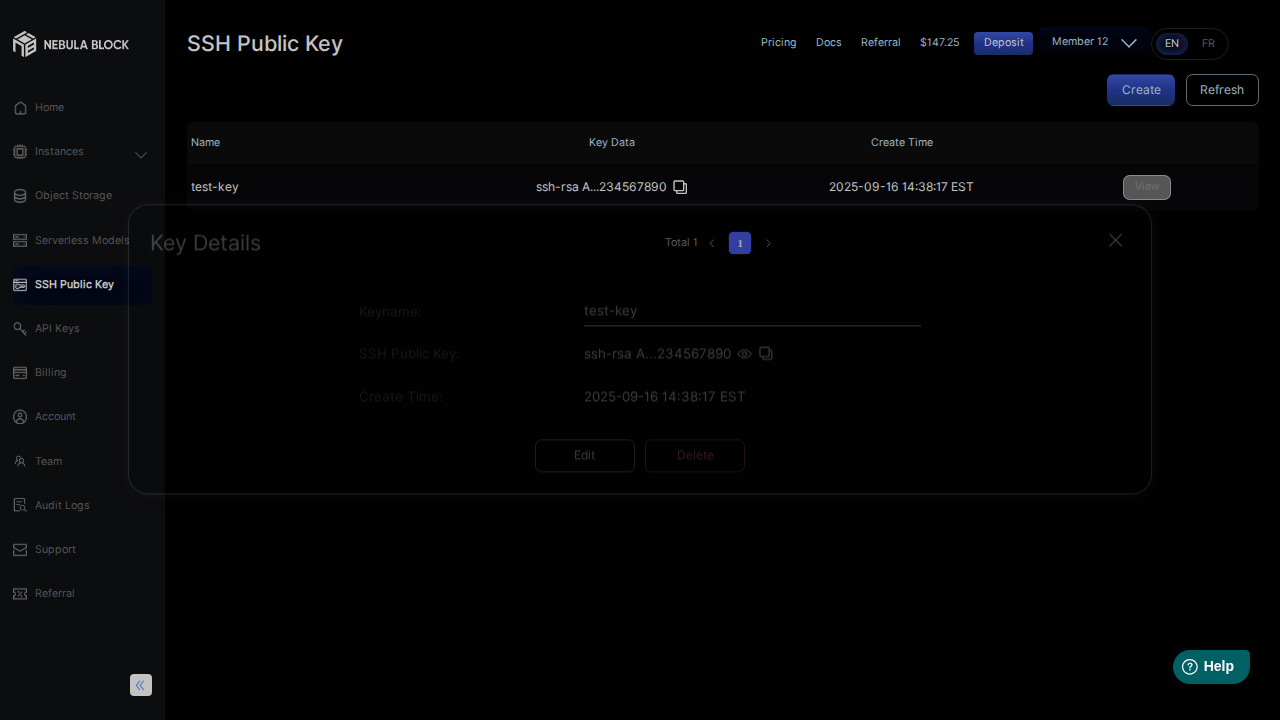 NEBULA BLOCK
SSH Public Key
Pricing
Docs
Referral
$147.25
Deposit
Member 12
EN
FR
Create
Refresh
Home
Instances
Object Storage
Serverless Models
SSH Public Key
API Keys
Billing
Account
Team
Audit Logs
Support
Referral
Name
Key Data
Create Time
test-key
ssh-rsa A...234567890
2025-09-16 14:38:17 EST
View
Key Details
Total 1
1
Keyname:
test-key
SSH Public Key:
ssh-rsa A...234567890
Create Time:
2025-09-16 14:38:17 EST
Edit
Delete
Help